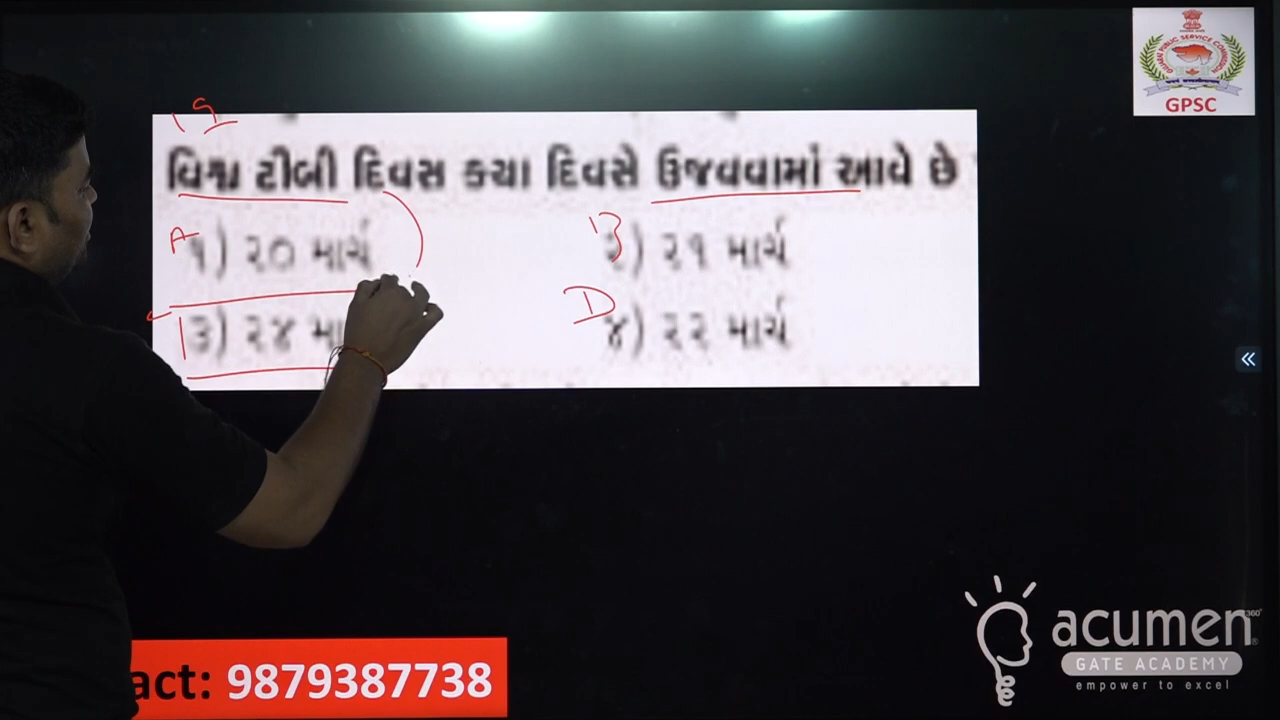 GPSC
19
વિશ્વ ટીબી દિવસ કયા દિવસે ઉજવવામાં આવે છે
A ૧) ૨૦ માર્ચ
B ૨) ૨૧ માર્ચ
C ૩) ૨૪
D ૪) ૨૨ માર્ચ
act: 9879387738
acumen
GATE ACADEMY
empower to excel